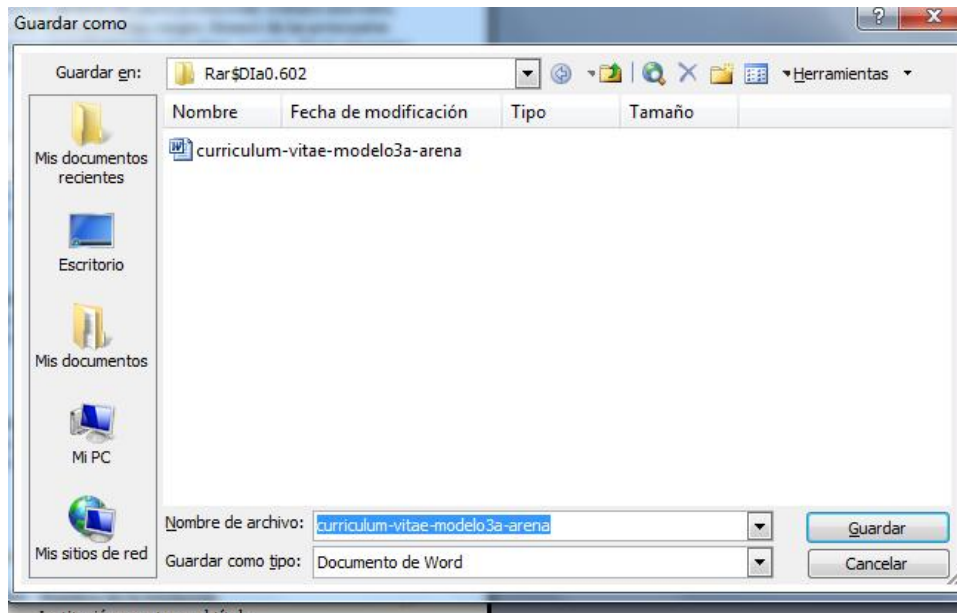 Guardar como
Guardar en: Rar$DIa0.602 Herramientas
Nombre Fecha de modificación Tipo Tamaño
curriculum-vitae-modelo3a-arena
Mis documentos
recientes
Escritorio
Mis documentos
Mi PC
Mis sitios de red
Nombre de archivo: curriculum-vitae-modelo3a-arena Guardar
Guardar como tipo: Documento de Word Cancelar